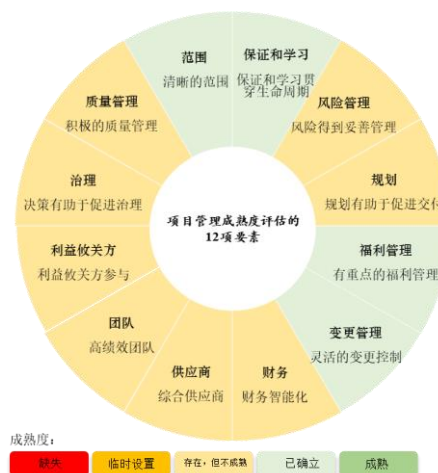 保证和学习
保证和学习贯
穿生命周期
风险管理
风险得到妥善管理
规划
规划有助于促进交付
福利管理
有重点的福利管理
变更管理
灵活的变更控制
财务
财务智能化
供应商
综合供应商
团队
高绩效团队
利益攸关方
利益攸关方参与
治理
决策有助于促进治理
质量管理
积极的质量管理
范围
清晰的范围
项目管理成熟度评估的
12项要素
成熟度：
缺失
临时设置
存在，但不成熟
已确立
成熟